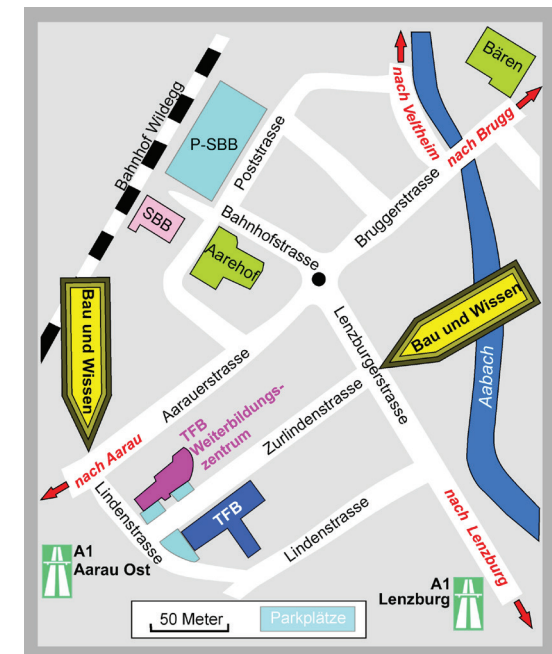 Bären
nach Veltheim
nach Brugg
Bahnhof Wildegg
P-SBB
Poststrasse
SBB
Bahnhofstrasse
Aarehof
Bruggerstrasse
Bau und Wissen
Bau und Wissen
Aabach
Aarauerstrasse
Lenzburgerstrasse
TFB
Weiterbildungs-
zentrum
Zurlindenstrasse
nach Aarau
Lindenstrasse
TFB
Lindenstrasse
nach Lenzburg
A1
Aarau Ost
A1
Lenzburg
50 Meter
Parkplätze